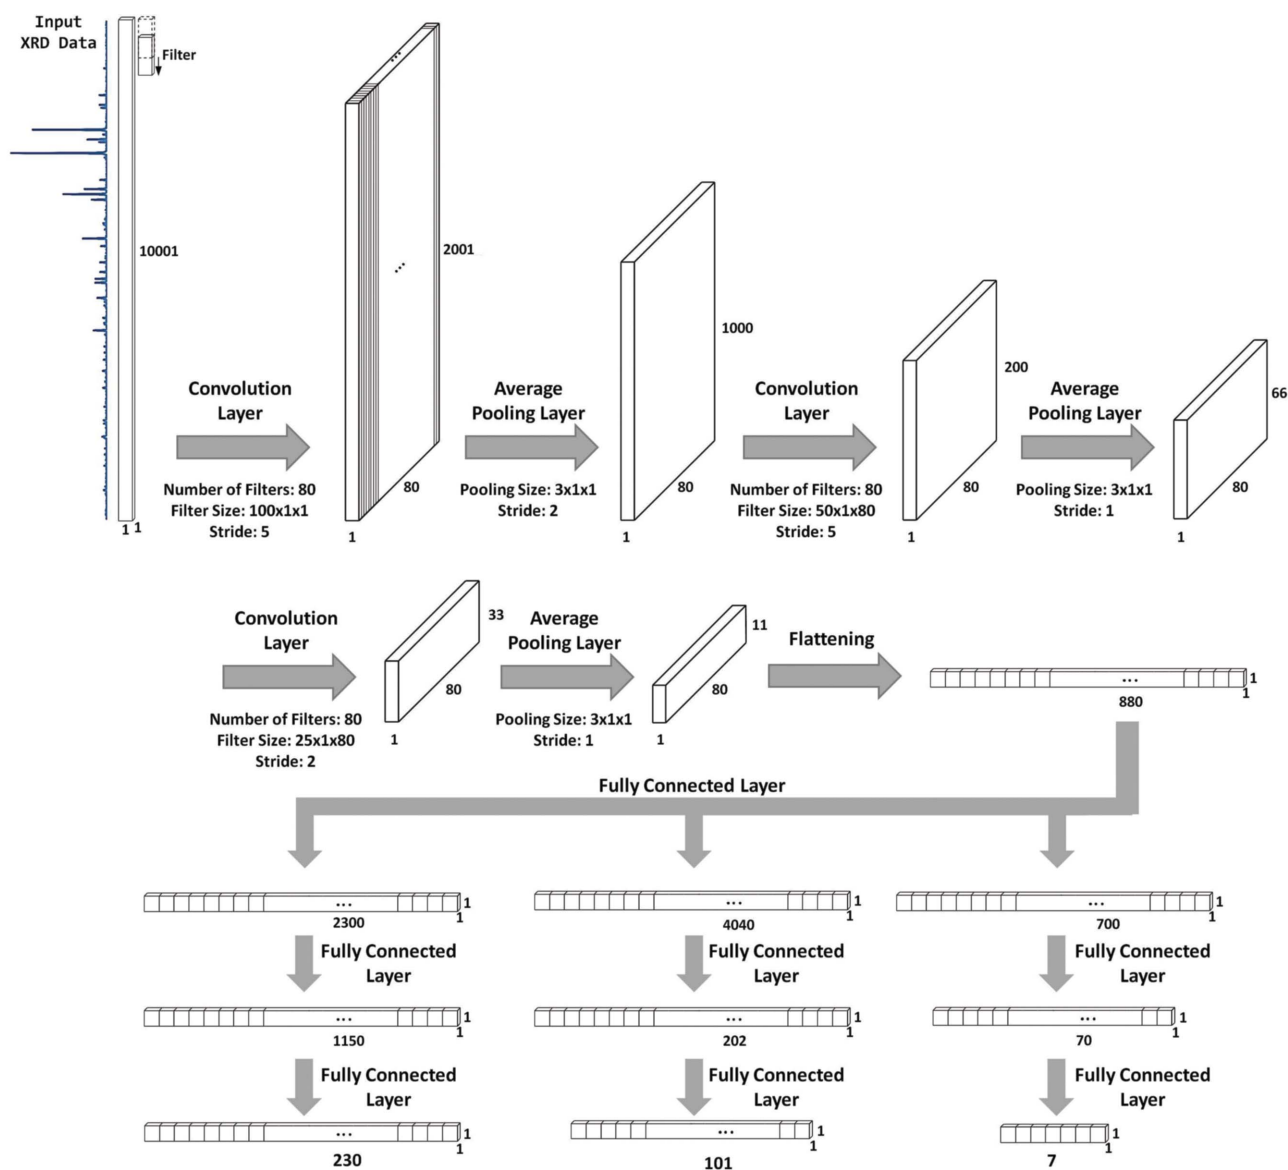 Input
XRD Data
Filter
10001
1 1
Convolution
Layer
Number of Filters: 80
Filter Size: 100x1x1
Stride: 5
2001
80
1
Average
Pooling Layer
Pooling Size: 3x1x1
Stride: 2
1000
80
1
Convolution
Layer
Number of Filters: 80
Filter Size: 50x1x80
Stride: 5
200
80
1
Average
Pooling Layer
Pooling Size: 3x1x1
Stride: 1
66
80
1
Convolution
Layer
Number of Filters: 80
Filter Size: 25x1x80
Stride: 2
33
80
1
Average
Pooling Layer
Pooling Size: 3x1x1
Stride: 1
11
80
1
Flattening
...
1
1
880
Fully Connected Layer
...
1
1
2300
...
1
1
4040
...
1
1
700
Fully Connected
Layer
Fully Connected
Layer
Fully Connected
Layer
...
1
1
1150
...
1
1
202
...
1
1
70
Fully Connected
Layer
Fully Connected
Layer
Fully Connected
Layer
...
1
1
230
...
1
1
101
1
1
7